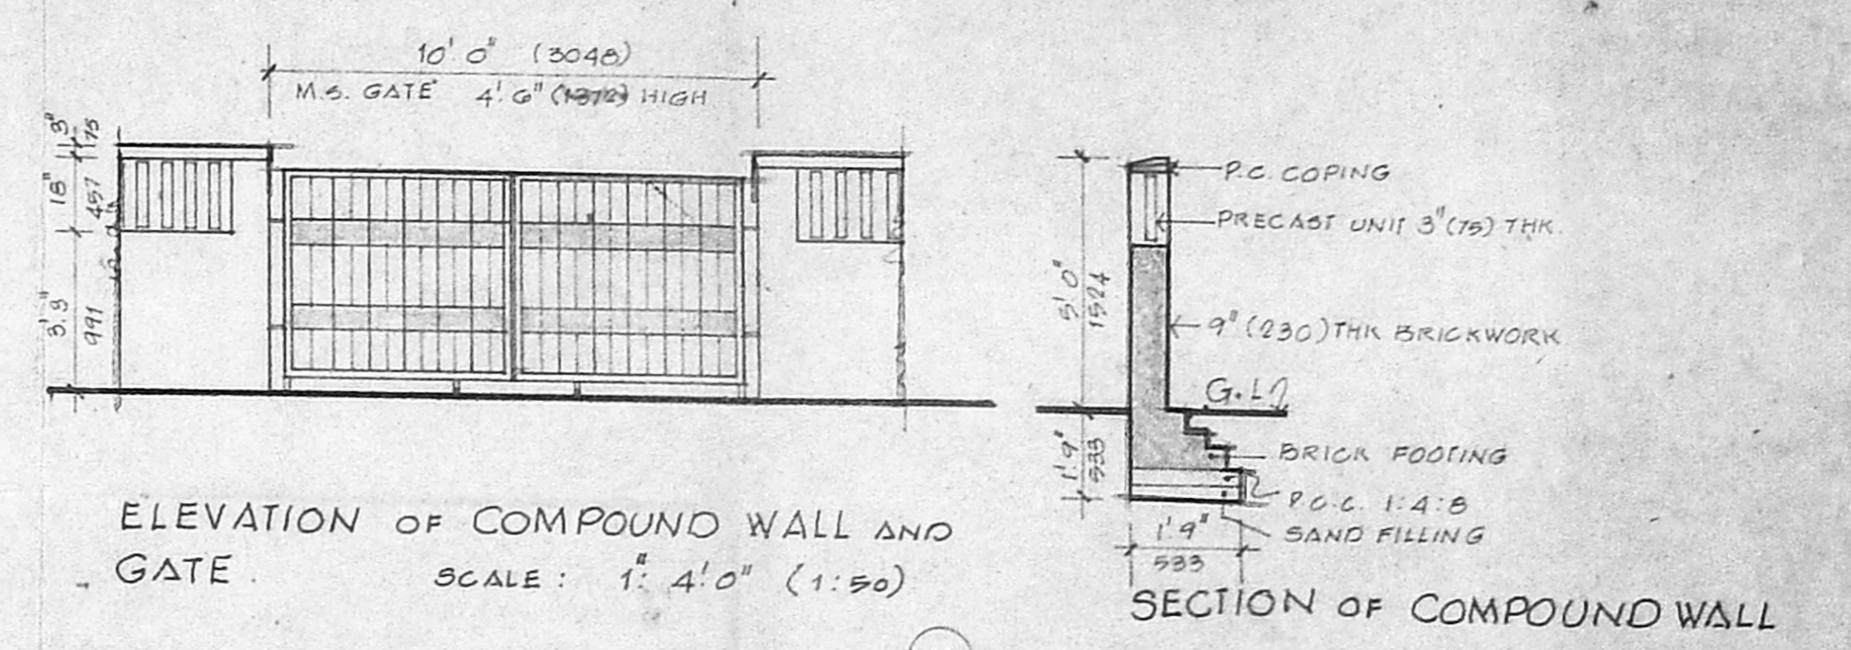 10' 0" (3048)
M.S. GATE 4'.6" (1372) HIGH
3"
75
18"
457
3'.3"
991
ELEVATION OF COMPOUND WALL AND
GATE.
SCALE: 1": 4'.0" (1:50)
P.C. COPING
PRECAST UNIT 3"(75) THK.
5'.0"
1524
9" (230) THK BRICKWORK
G.L
1'.9"
533
BRICK FOOTING
P.C.C. 1:4:8
SAND FILLING
1'9"
533
SECTION OF COMPOUND WALL